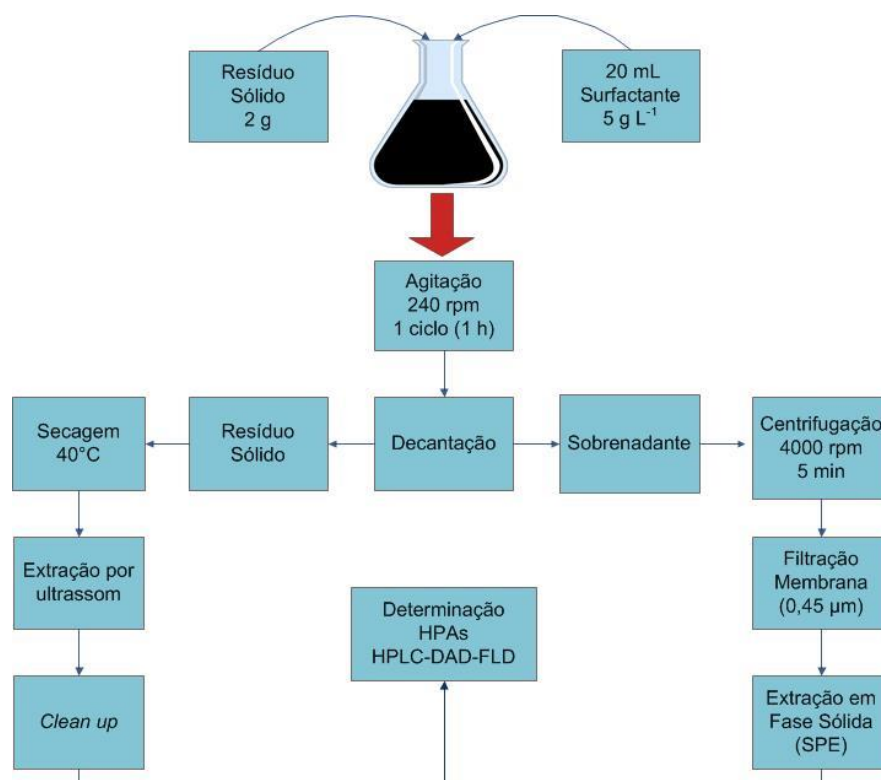 Resíduo
Sólido
2 g
20 mL
Surfactante
5 g L⁻¹
Agitação
240 rpm
1 ciclo (1 h)
Secagem
40°C
Resíduo
Sólido
Decantação
Sobrenadante
Centrifugação
4000 rpm
5 min
Extração por
ultrassom
Determinação
HPAs
HPLC-DAD-FLD
Filtração
Membrana
(0,45 µm)
Clean up
Extração em
Fase Sólida
(SPE)